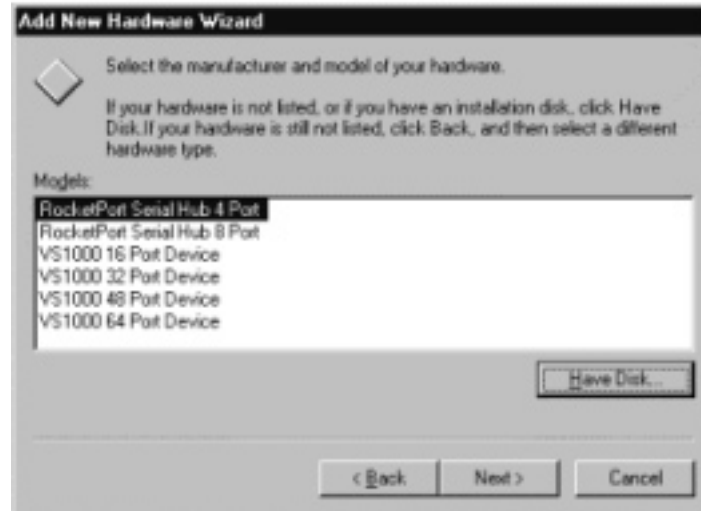 Add New Hardware Wizard
Select the manufacturer and model of your hardware.
If your hardware is not listed, or if you have an installation disk, click Have
Disk.If your hardware is still not listed, click Back, and then select a different
hardware type.
Models:
RocketPort Serial Hub 4 Port
RocketPort Serial Hub 8 Port
VS1000 16 Port Device
VS1000 32 Port Device
VS1000 48 Port Device
VS1000 64 Port Device
Have Disk...
< Back
Next >
Cancel